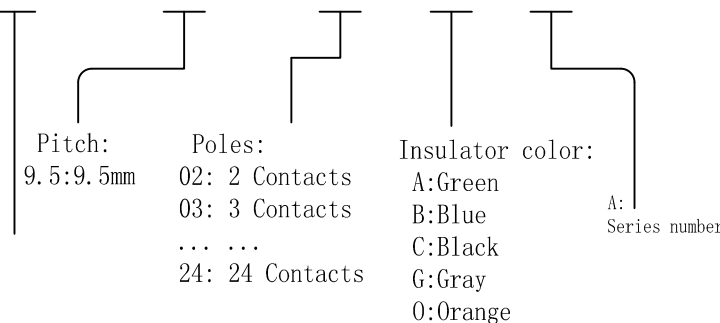 Pitch:
9.5:9.5mm
Poles:
02: 2 Contacts
03: 3 Contacts
... ...
24: 24 Contacts
Insulator color:
A:Green
B:Blue
C:Black
G:Gray
O:Orange
A:
Series number